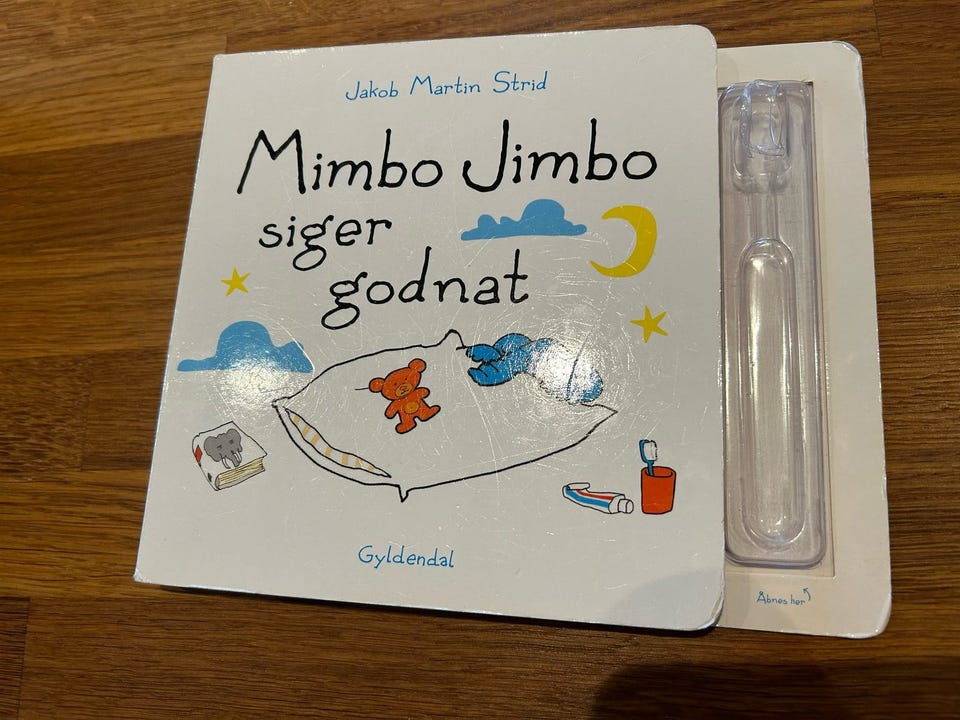 Jakob Martin Strid
Mimbo Jimbo
siger
godnat
Gyldendal
Åbnes her